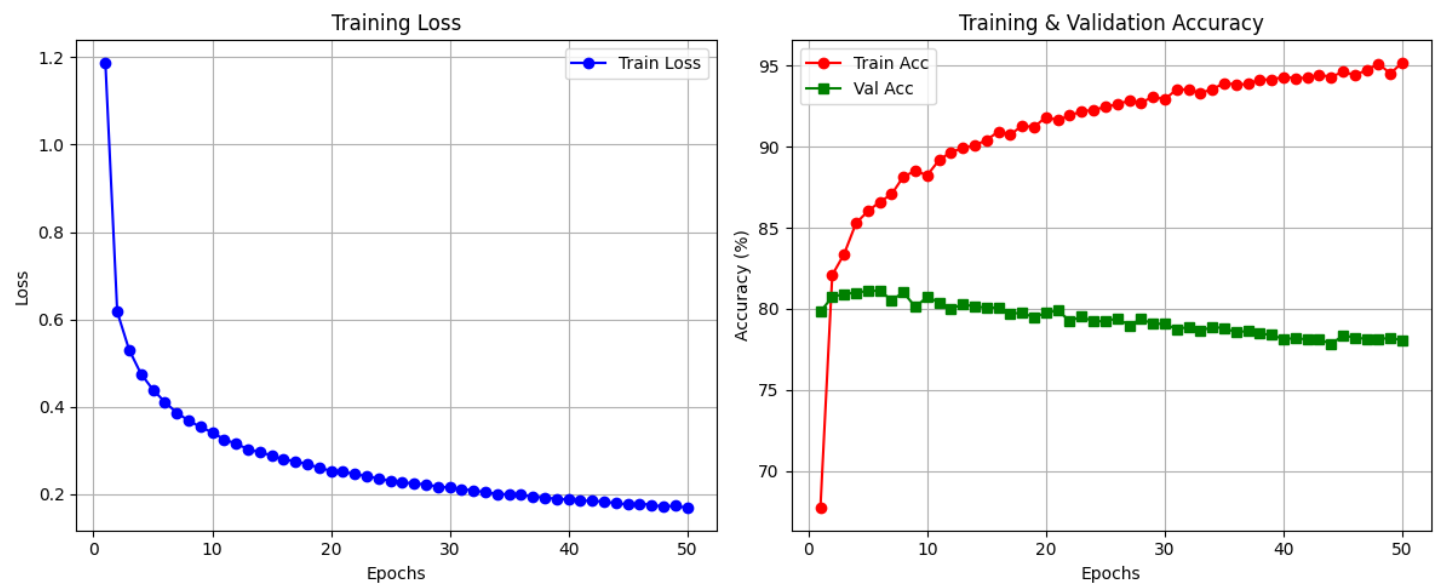 Training Loss
Train Loss
1.2
1.0
0.8
0.6
0.4
0.2
Loss
0 10 20 30 40 50
Epochs
Training & Validation Accuracy
Train Acc
Val Acc
95
90
85
80
75
70
Accuracy (%)
0 10 20 30 40 50
Epochs